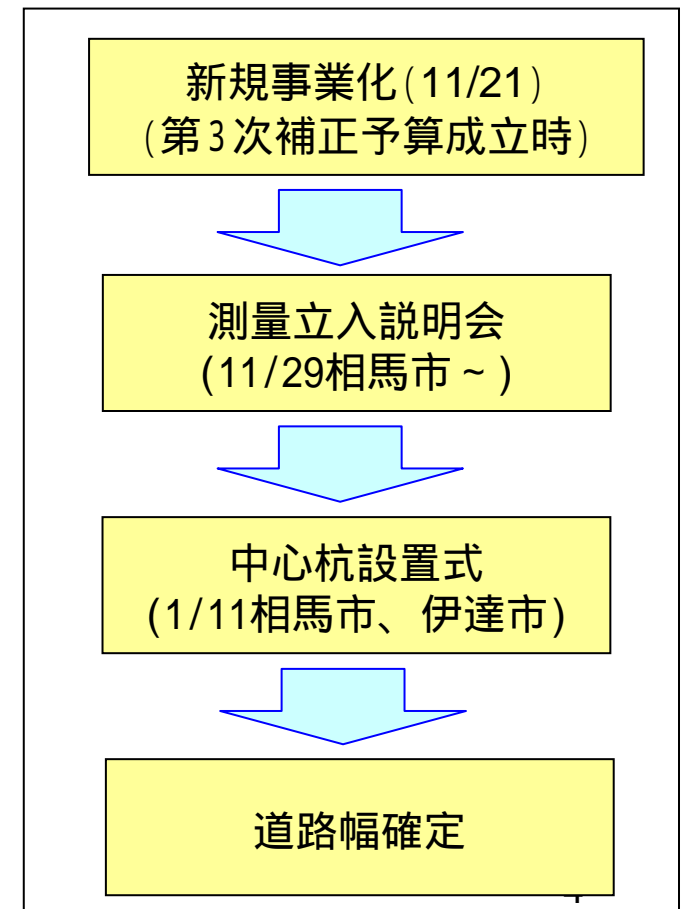 新規事業化(11/21)
(第3次補正予算成立時)
測量立入説明会
(11/29相馬市~)
中心杭設置式
(1/11相馬市、伊達市)
道路幅確定